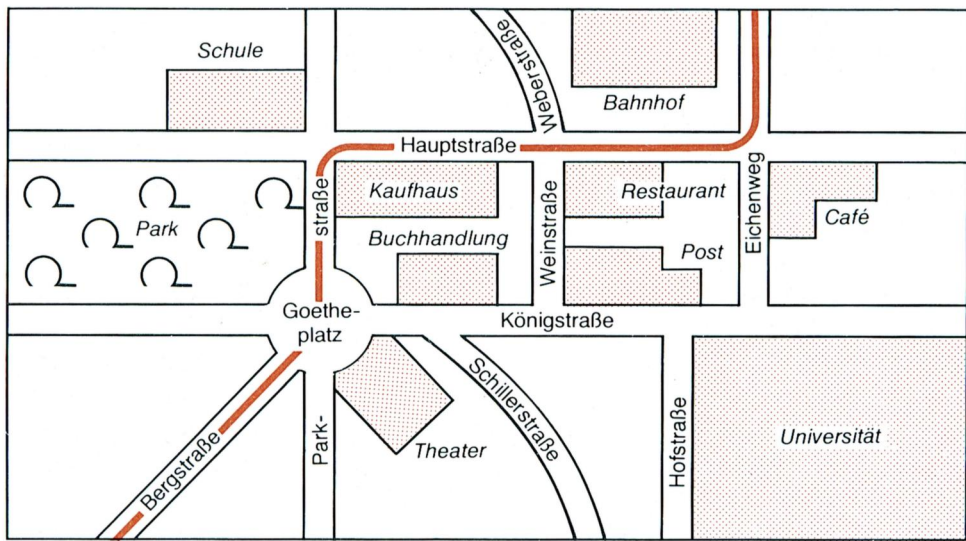 Schule
Weberstraße
Bahnhof
Hauptstraße
Park
straße
Kaufhaus
Buchhandlung
Weinstraße
Restaurant
Post
Eichenweg
Café
Goethe-
platz
Königstraße
Bergstraße
Park-
Theater
Schillerstraße
Hofstraße
Universität